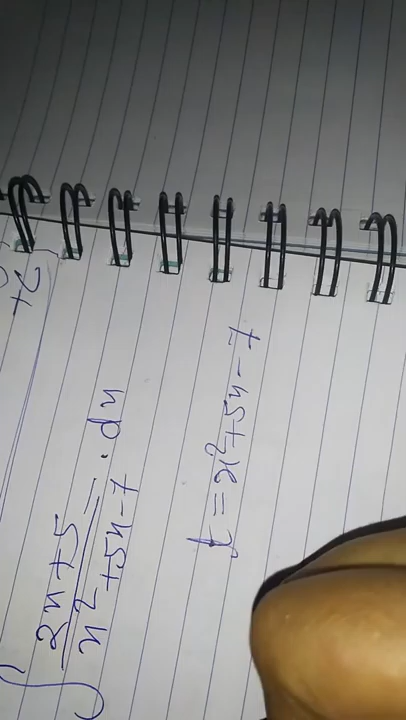 ∫ 2x+5 / x²+5x-7 . dx
t = x²+5x-7